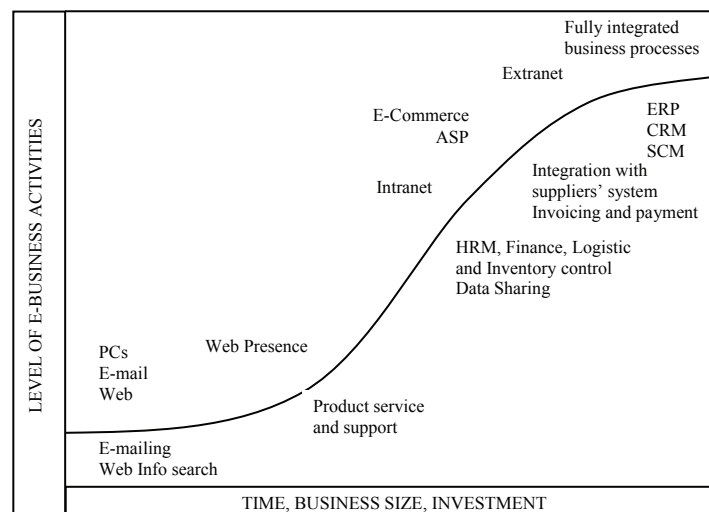 Fully integrated
business processes
Extranet
E-Commerce
ASP
ERP
CRM
SCM
Integration with
suppliers' system
Invoicing and payment
Intranet
HRM, Finance, Logistic
and Inventory control
Data Sharing
Web Presence
PCs
E-mail
Web
Product service
and support
E-mailing
Web Info search
LEVEL OF E-BUSINESS ACTIVITIES
TIME, BUSINESS SIZE, INVESTMENT